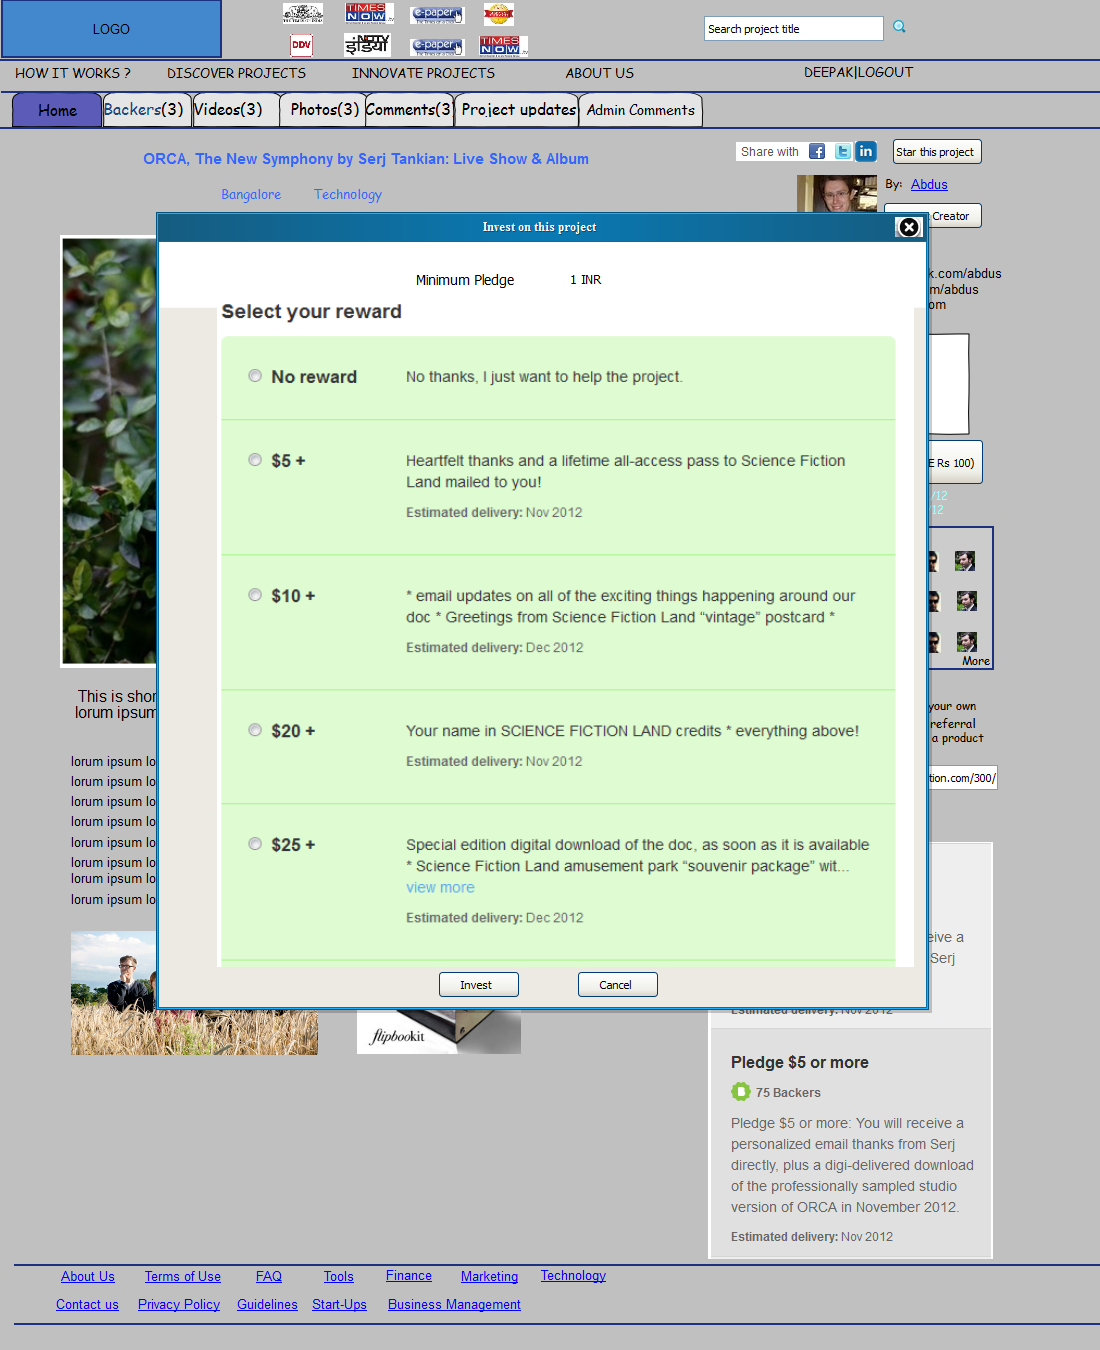 LOGO
TIMES
NOW
e-paper
DDV
NDTV
इंडिया
e-paper
TIMES
NOW
Search project title
HOW IT WORKS ?
DISCOVER PROJECTS
INNOVATE PROJECTS
ABOUT US
DEEPAK|LOGOUT
Home
Backers(3)
Videos(3)
Photos(3)
Comments(3)
Project updates
Admin Comments
ORCA, The New Symphony by Serj Tankian: Live Show & Album
Share with
Star this project
Bangalore
Technology
By: Abdus
Creator
Invest on this project
k.com/abdus
m/abdus
om
Minimum Pledge
1 INR
Select your reward
No reward
No thanks, I just want to help the project.
$5 +
Heartfelt thanks and a lifetime all-access pass to Science Fiction
Land mailed to you!
Estimated delivery: Nov 2012
E Rs 100)
/12
/12
$10 +
* email updates on all of the exciting things happening around our
doc * Greetings from Science Fiction Land “vintage” postcard *
Estimated delivery: Dec 2012
More
$20 +
Your name in SCIENCE FICTION LAND credits * everything above!
Estimated delivery: Nov 2012
$25 +
Special edition digital download of the doc, as soon as it is available
* Science Fiction Land amusement park “souvenir package” wit...
view more
Estimated delivery: Dec 2012
Invest
Cancel
This is shor
lorum ipsum
lorum ipsum lo
lorum ipsum lo
lorum ipsum lo
lorum ipsum lo
lorum ipsum lo
lorum ipsum lo
lorum ipsum lo
lorum ipsum lo
your own
referral
a product
tion.com/300/
eive a
Serj
Estimated delivery: Nov 2012
flipbookit
Pledge $5 or more
75 Backers
Pledge $5 or more: You will receive a
personalized email thanks from Serj
directly, plus a digi-delivered download
of the professionally sampled studio
version of ORCA in November 2012.
Estimated delivery: Nov 2012
About Us
Terms of Use
FAQ
Tools
Finance
Marketing
Technology
Contact us
Privacy Policy
Guidelines
Start-Ups
Business Management